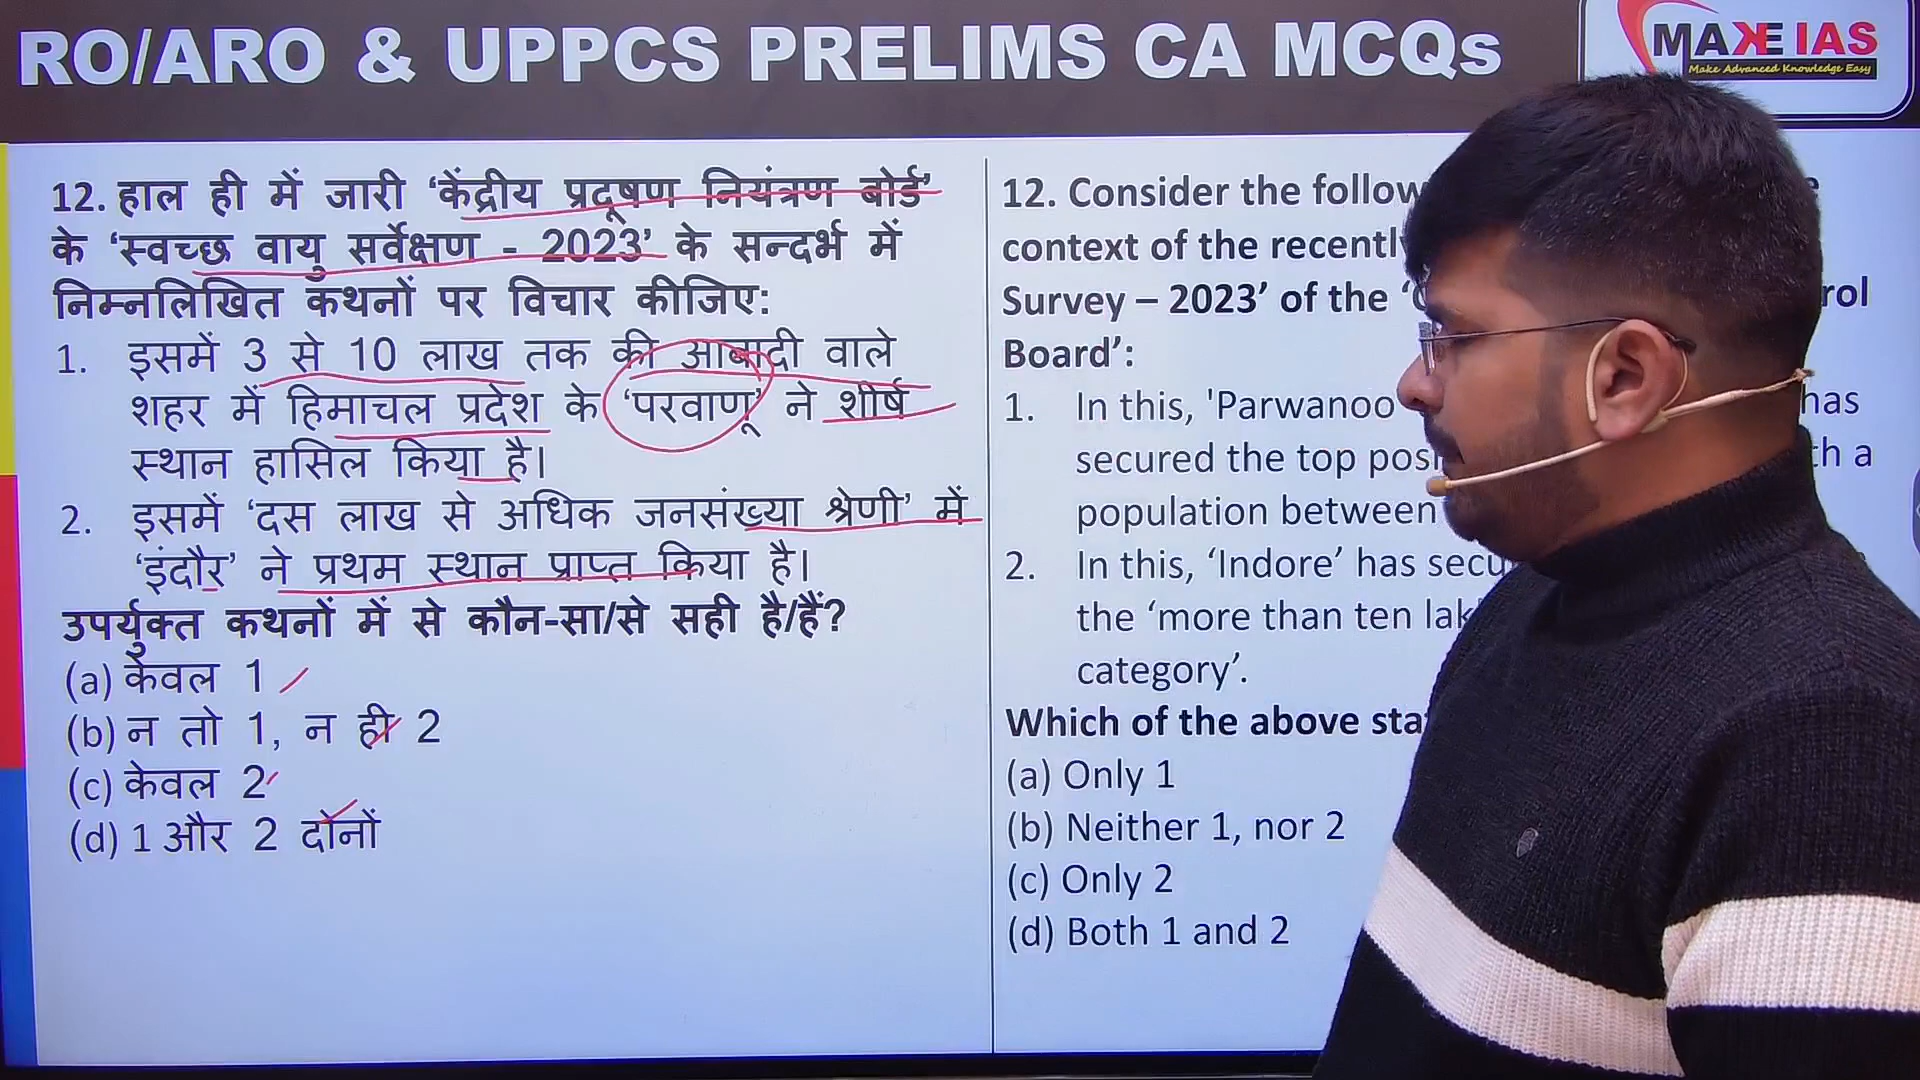 RO/ARO & UPPCS PRELIMS CA MCQs
MAKE IAS
Make Advanced Knowledge Easy
12. हाल ही में जारी ‘केंद्रीय प्रदूषण नियंत्रण बोर्ड’
के ‘स्वच्छ वायु सर्वेक्षण - 2023’ के सन्दर्भ में
निम्नलिखित कथनों पर विचार कीजिए:
1. इसमें 3 से 10 लाख तक की आबादी वाले
शहर में हिमाचल प्रदेश के ‘परवाणू’ ने शीर्ष
स्थान हासिल किया है।
2. इसमें ‘दस लाख से अधिक जनसंख्या श्रेणी’ में
‘इंदौर’ ने प्रथम स्थान प्राप्त किया है।
उपर्युक्त कथनों में से कौन-सा/से सही है/हैं?
(a) केवल 1
(b) न तो 1, न ही 2
(c) केवल 2
(d) 1 और 2 दोनों
12. Consider the follow
context of the recentl
Survey – 2023’ of the ‘ rol
Board’:
1. In this, 'Parwanoo has
secured the top posi th a
population between
2. In this, ‘Indore’ has secu
the ‘more than ten lak
category’.
Which of the above sta
(a) Only 1
(b) Neither 1, nor 2
(c) Only 2
(d) Both 1 and 2